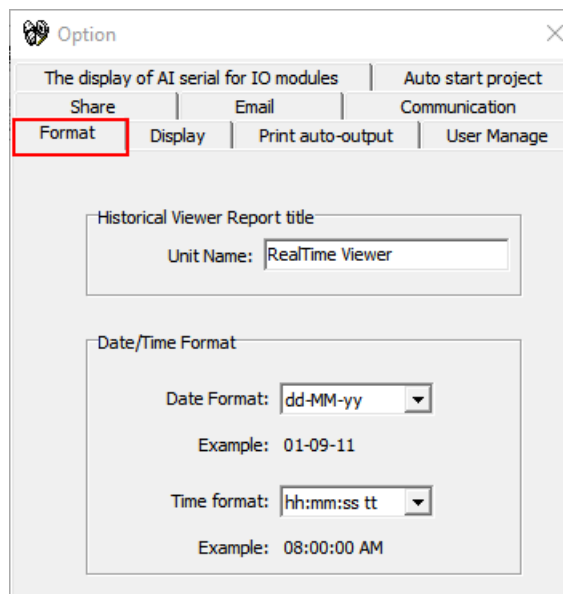 Option
The display of AI serial for IO modules Auto start project
Share Email Communication
Format Display Print auto-output User Manage
Historical Viewer Report title
Unit Name: RealTime Viewer
Date/Time Format
Date Format: dd-MM-yy
Example: 01-09-11
Time format: hh:mm:ss tt
Example: 08:00:00 AM